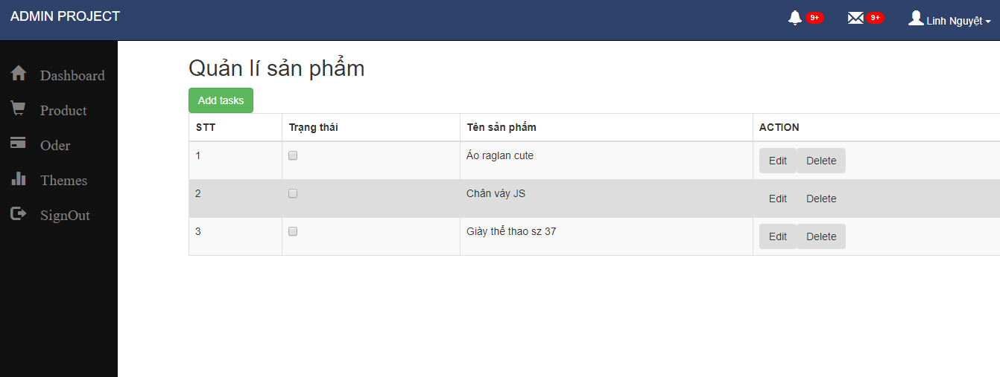 ADMIN PROJECT
9+
9+
Linh Nguyệt
Dashboard
Product
Oder
Themes
SignOut
Quản lí sản phẩm
Add tasks
STT Trạng thái Tên sản phẩm ACTION
1 Áo raglan cute Edit Delete
2 Chân váy JS Edit Delete
3 Giày thể thao sz 37 Edit Delete